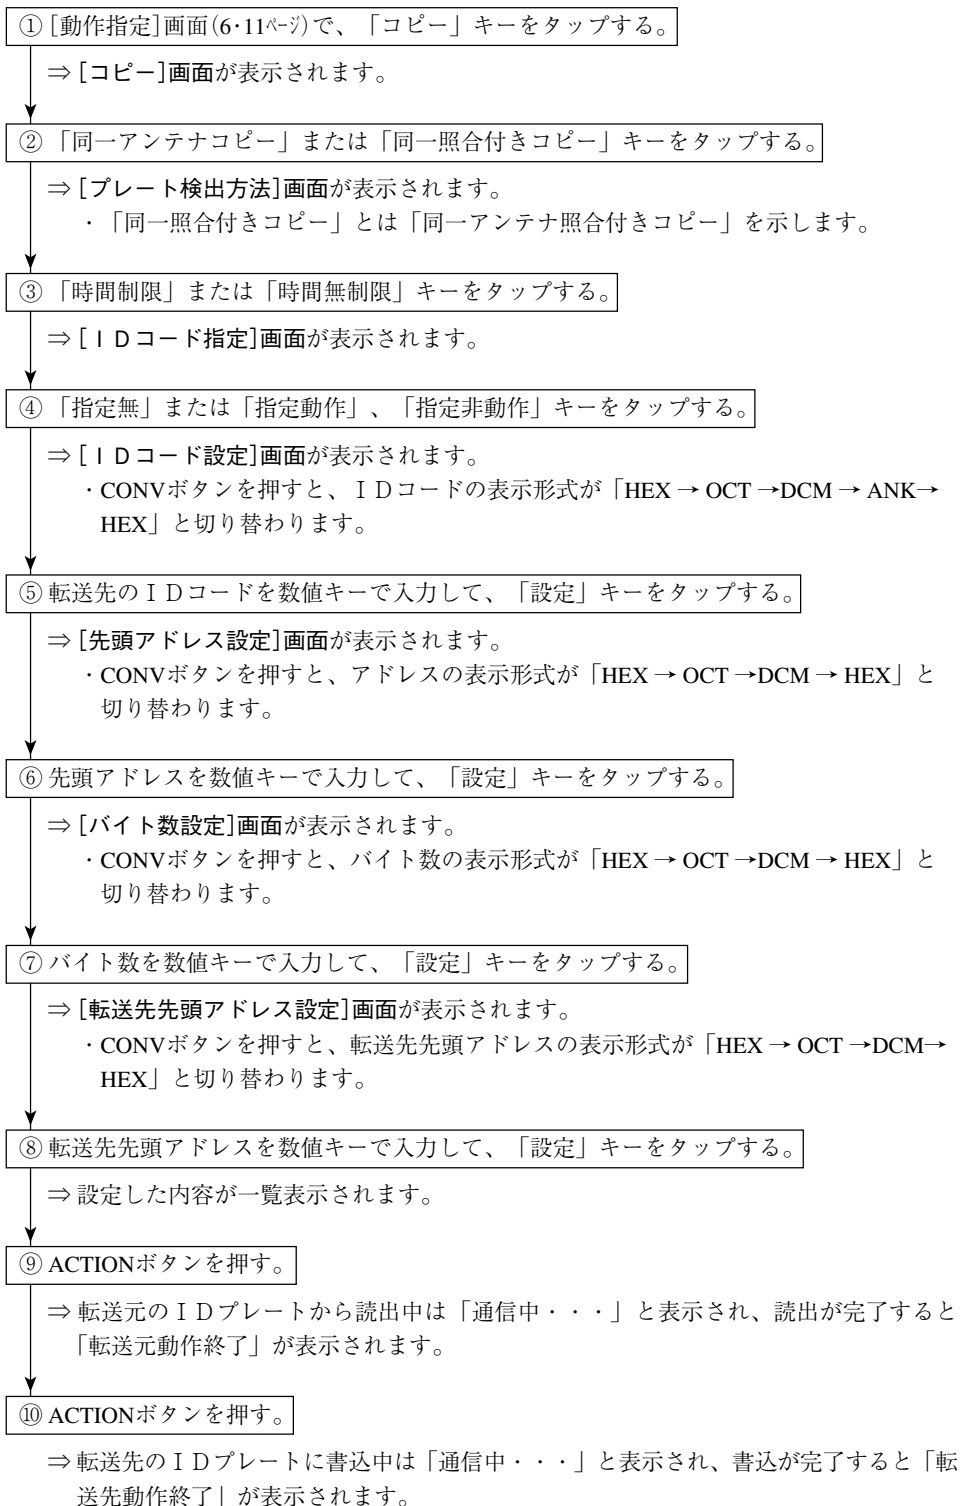 ① [動作指定]画面(6・11ページ)で、「コピー」キーをタップする。
⇒ [コピー]画面が表示されます。
② 「同一アンテナコピー」または「同一照合付きコピー」キーをタップする。
⇒ [プレート検出方法]画面が表示されます。
・「同一照合付きコピー」とは「同一アンテナ照合付きコピー」を示します。
③ 「時間制限」または「時間無制限」キーをタップする。
⇒ [ＩＤコード指定]画面が表示されます。
④ 「指定無」または「指定動作」、「指定非動作」キーをタップする。
⇒ [ＩＤコード設定]画面が表示されます。
・CONVボタンを押すと、ＩＤコードの表示形式が「HEX → OCT →DCM → ANK→
HEX」と切り替わります。
⑤ 転送先のＩＤコードを数値キーで入力して、「設定」キーをタップする。
⇒ [先頭アドレス設定]画面が表示されます。
・CONVボタンを押すと、アドレスの表示形式が「HEX → OCT →DCM → HEX」と
切り替わります。
⑥ 先頭アドレスを数値キーで入力して、「設定」キーをタップする。
⇒ [バイト数設定]画面が表示されます。
・CONVボタンを押すと、バイト数の表示形式が「HEX → OCT →DCM → HEX」と
切り替わります。
⑦ バイト数を数値キーで入力して、「設定」キーをタップする。
⇒ [転送先先頭アドレス設定]画面が表示されます。
・CONVボタンを押すと、転送先先頭アドレスの表示形式が「HEX → OCT →DCM→
HEX」と切り替わります。
⑧ 転送先先頭アドレスを数値キーで入力して、「設定」キーをタップする。
⇒ 設定した内容が一覧表示されます。
⑨ ACTIONボタンを押す。
⇒ 転送元のＩＤプレートから読出中は「通信中・・・」と表示され、読出が完了すると
「転送元動作終了」が表示されます。
⑩ ACTIONボタンを押す。
⇒ 転送先のＩＤプレートに書込中は「通信中・・・」と表示され、書込が完了すると「転
送先動作終了」が表示されます。